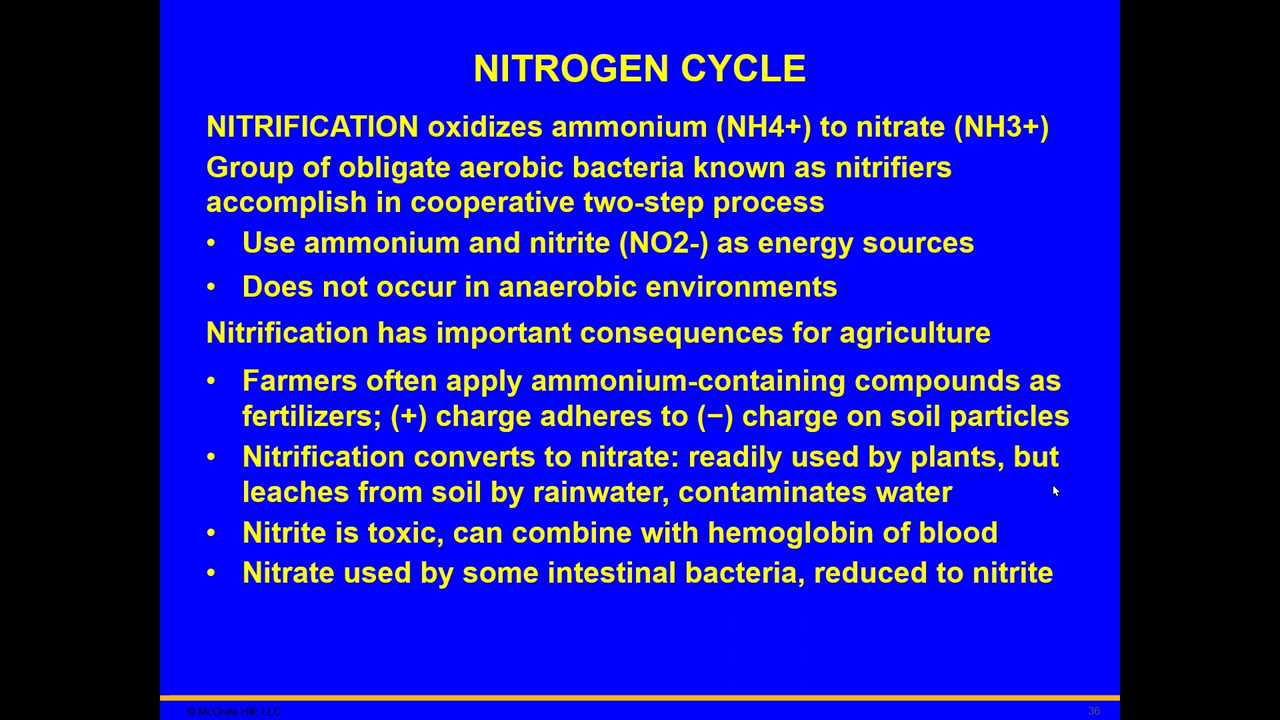 NITROGEN CYCLE
NITRIFICATION oxidizes ammonium (NH4+) to nitrate (NH3+)
Group of obligate aerobic bacteria known as nitrifiers
accomplish in cooperative two-step process
• Use ammonium and nitrite (NO2-) as energy sources
• Does not occur in anaerobic environments
Nitrification has important consequences for agriculture
• Farmers often apply ammonium-containing compounds as
fertilizers; (+) charge adheres to (−) charge on soil particles
• Nitrification converts to nitrate: readily used by plants, but
leaches from soil by rainwater, contaminates water
• Nitrite is toxic, can combine with hemoglobin of blood
• Nitrate used by some intestinal bacteria, reduced to nitrite
© McGraw Hill, LLC
36